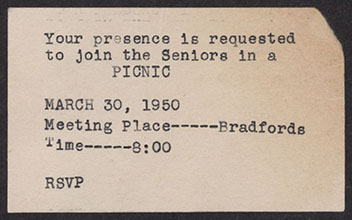 Your presence is requested
to join the Seniors in a
PICNIC
MARCH 30, 1950
Meeting Place-----Bradfords
Time-----8:00
RSVP